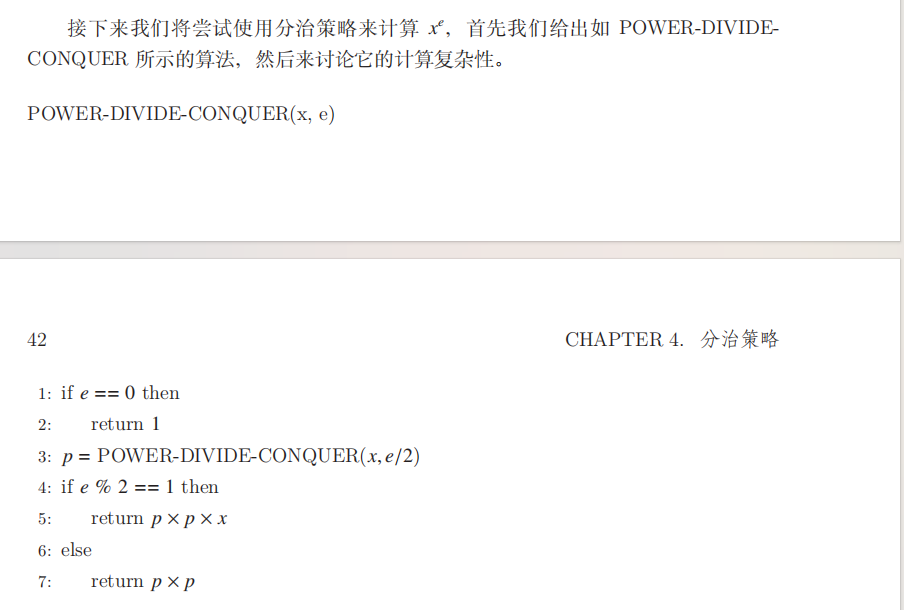 接下来我们将尝试使用分治策略来计算 xᵉ，首先我们给出如 POWER-DIVIDE-
CONQUER 所示的算法，然后来讨论它的计算复杂性。
POWER-DIVIDE-CONQUER(x, e)
42 CHAPTER 4. 分治策略
1: if e == 0 then
2: return 1
3: p = POWER-DIVIDE-CONQUER(x, e/2)
4: if e % 2 == 1 then
5: return p × p × x
6: else
7: return p × p